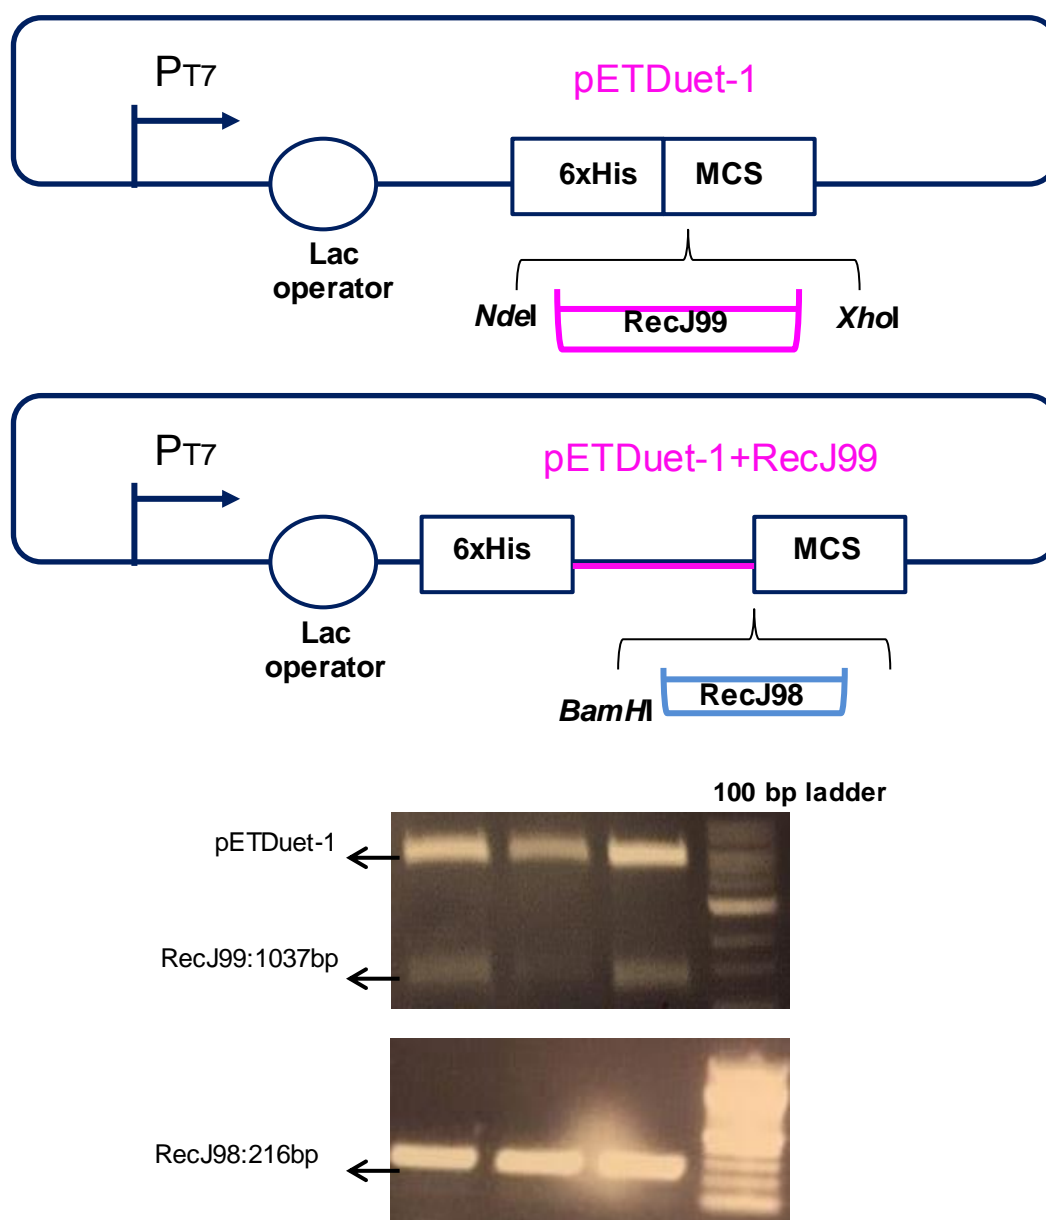 PT7
pETDuet-1
6xHis
MCS
Lac
operator
NdeI
RecJ99
XhoI
PT7
pETDuet-1+RecJ99
6xHis
MCS
Lac
operator
BamHI
RecJ98
100 bp ladder
pETDuet-1
RecJ99:1037bp
RecJ98:216bp